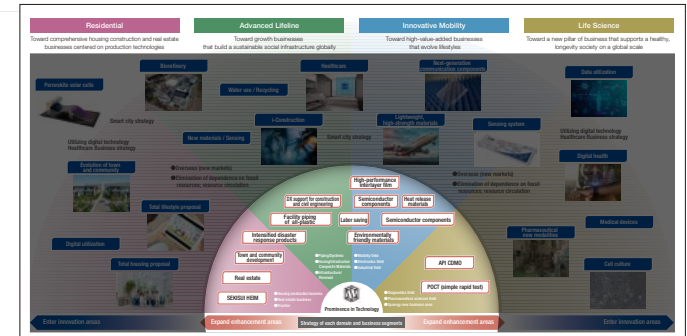 Residential
Advanced Lifeline
Innovative Mobility
Life Science
Toward comprehensive housing construction and real estate
businesses centered on production technologies
Toward growth businesses
that build a sustainable social infrastructure globally
Toward high-value-added businesses
that evolve lifestyles
Toward a new pillar of business that supports a healthy,
longevity society on a global scale
Biorefinery
Healthcare
Next-generation
communication components
Data utilization
Perovskite solar cells
Water use / Recycling
Smart city strategy
i-Construction
Lightweight,
high-strength materials
Sensing system
Utilizing digital technology
Healthcare Business strategy
New materials / Sensing
Smart city strategy
Utilizing digital technology
Healthcare Business strategy
Evolution of town
and community
●Overseas (new markets)
●Elimination of dependence on fossil
resources; resource circulation
●Overseas (new markets)
●Elimination of dependence on fossil
resources; resource circulation
Digital health
High-performance
interlayer film
DX support for construction
and civil engineering
Semiconductor
components
Heat release
materials
Total lifestyle proposal
Facility piping
of all-plastic
Labor saving
Semiconductor components
Medical devices
Intensified disaster
response products
Environmentally
friendly materials
Pharmaceutical
new modalities
Digital utilization
Town and community
development
Total housing proposal
API CDMO
Cell culture
Real estate
POCT (simple rapid test)
SEKISUI HEIM
Prominence in Technology
Enter innovation areas
Expand enhancement areas
Strategy of each domain and business segments
Expand enhancement areas
Enter innovation areas